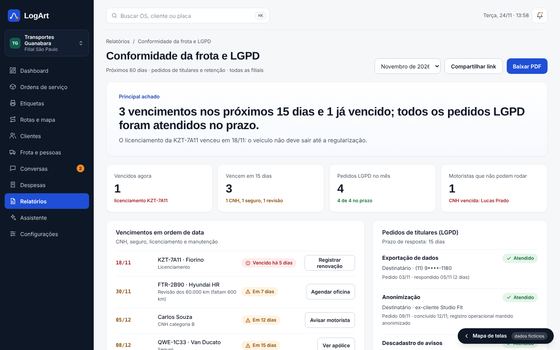 LogArt
TG
Transportes Guanabara
Filial São Paulo
Dashboard
Ordens de serviço
Etiquetas
Rotas e mapa
Clientes
Frota e pessoas
Conversas
2
Despesas
Relatórios
Assistente
Configurações
Buscar OS, cliente ou placa
⌘K
Terça, 24/11 · 13:58
Relatórios / Conformidade da frota e LGPD
Conformidade da frota e LGPD
Próximos 60 dias · pedidos de titulares e retenção · todas as filiais
Novembro de 2026
Compartilhar link
Baixar PDF
Principal achado
3 vencimentos nos próximos 15 dias e 1 já vencido; todos os pedidos LGPD
foram atendidos no prazo.
O licenciamento da KZT-7A11 venceu em 18/11: o veículo não deve sair até a regularização.
Vencidos agora
1
licenciamento KZT-7A11
Vencem em 15 dias
3
1 CNH, 1 seguro, 1 revisão
Pedidos LGPD no mês
4
4 de 4 no prazo
Motoristas que não podem rodar
1
CNH vencida: Lucas Prado
Vencimentos em ordem de data
CNH, seguro, licenciamento e manutenção
18/11
KZT-7A11 · Fiorino
Licenciamento
Vencido há 5 dias
Registrar
renovação
30/11
FTR-2B90 · Hyundai HR
Revisão dos 60.000 km (faltam 600
km)
Em 7 dias
Agendar oficina
05/12
Carlos Souza
CNH categoria B
Em 12 dias
Avisar motorista
08/12
QWE-1C33 · Van Ducato
Em 15 dias
Ver apólice
Pedidos de titulares (LGPD)
Prazo de resposta: 15 dias
Exportação de dados
Atendido
Destinatário · (11) 9••••-1180
Pedido 03/11 · respondido 05/11 (2 dias)
Anonimização
Atendido
Destinatário · ex-cliente Studio Fit
Pedido 09/11 · concluído 12/11; registro operacional mantido
anonimizado
Descadastro de avisos
Mapa de telas
dados fictícios